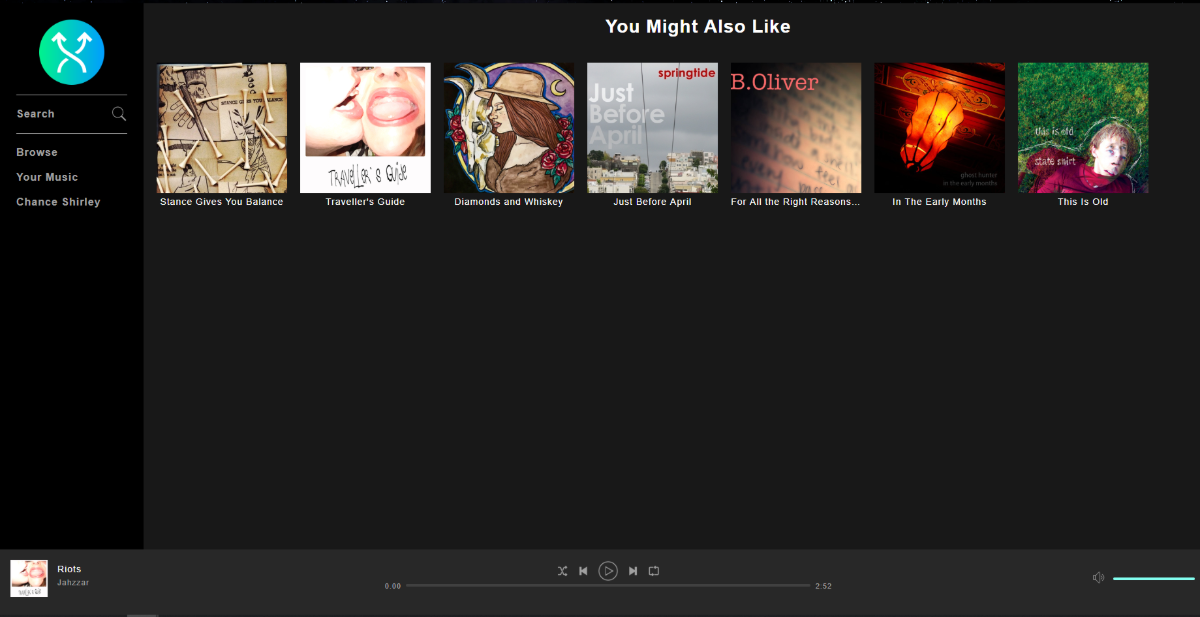 You Might Also Like
Search
Browse
Your Music
Chance Shirley
STANCE GIVES YOU BALANCE
Stance Gives You Balance
TRAVELLER'S GUIDE
Traveller's Guide
Diamonds and Whiskey
springtide
Just
Before
April
Just Before April
B.Oliver
For All the Right Reasons...
ghost hunter
in the early months
In The Early Months
this is old
state shirt
This Is Old
Riots
Jahzzar
0.00
2:52